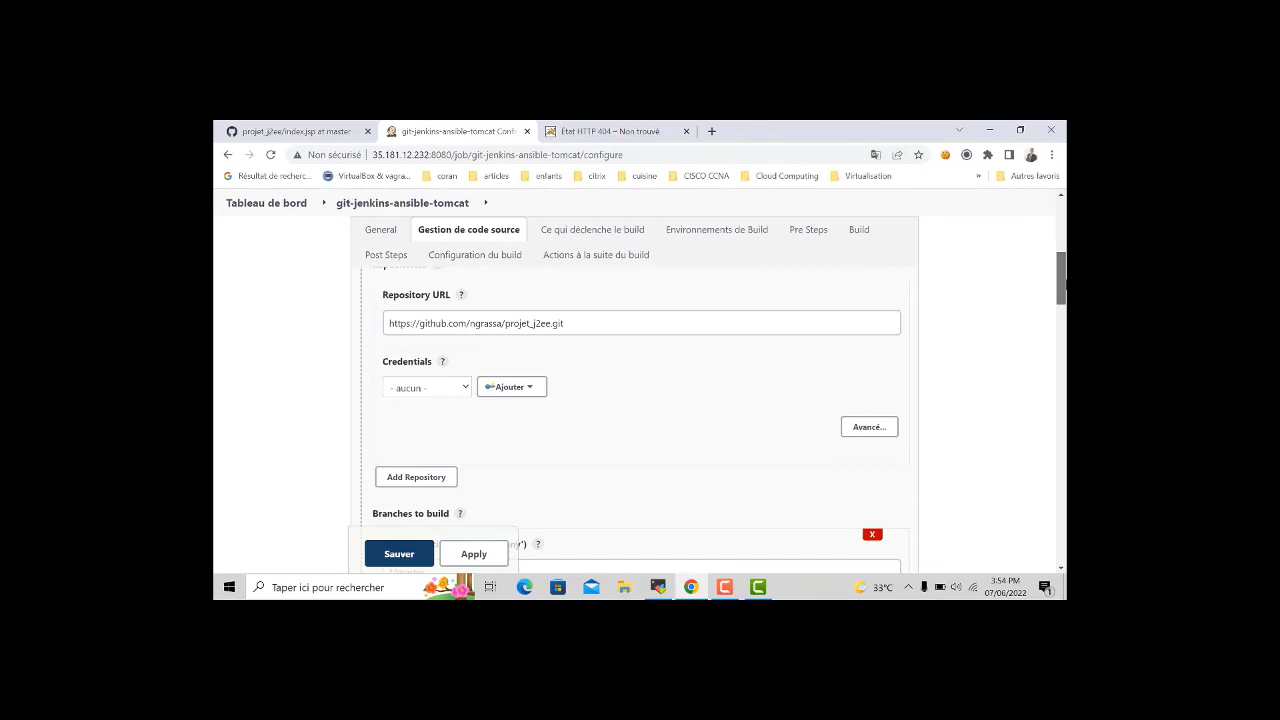 projet_j2ee/index.jsp at master
git-jenkins-ansible-tomcat Confi
État HTTP 404 – Non trouvé
Non sécurisé
35.181.12.232:8080/job/git-jenkins-ansible-tomcat/configure
Résultat de recherc...
VirtualBox & vagra...
coran
articles
enfants
citrix
cuisine
CISCO CCNA
Cloud Computing
Virtualisation
»
Autres favoris
Tableau de bord
git-jenkins-ansible-tomcat
General
Gestion de code source
Ce qui déclenche le build
Environnements de Build
Pre Steps
Build
Post Steps
Configuration du build
Actions à la suite du build
Repository URL ?
https://github.com/ngrassa/projet_j2ee.git
Credentials ?
- aucun -
Ajouter
Avancé...
Add Repository
Branches to build ?
X
ny') ?
Sauver
Apply
Taper ici pour rechercher
33°C
3:54 PM
07/06/2022